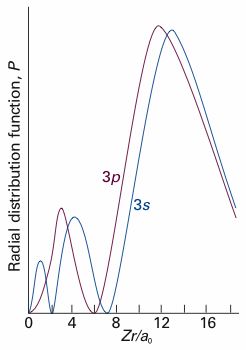 Radial distribution function, P
3p
3s
0 4 8 12 16
Zr/a₀